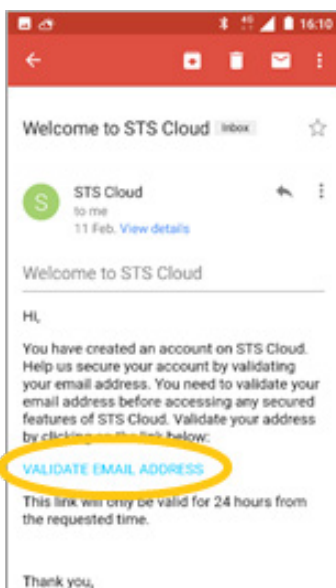 16:10
Welcome to STS Cloud Inbox
S
STS Cloud
to me
11 Feb. View details
Welcome to STS Cloud
Hi,
You have created an account on STS Cloud.
Help us secure your account by validating
your email address. You need to validate your
email address before accessing any secured
features of STS Cloud. Validate your address
by clicking on the link below:
VALIDATE EMAIL ADDRESS
This link will only be valid for 24 hours from
the requested time.
Thank you,